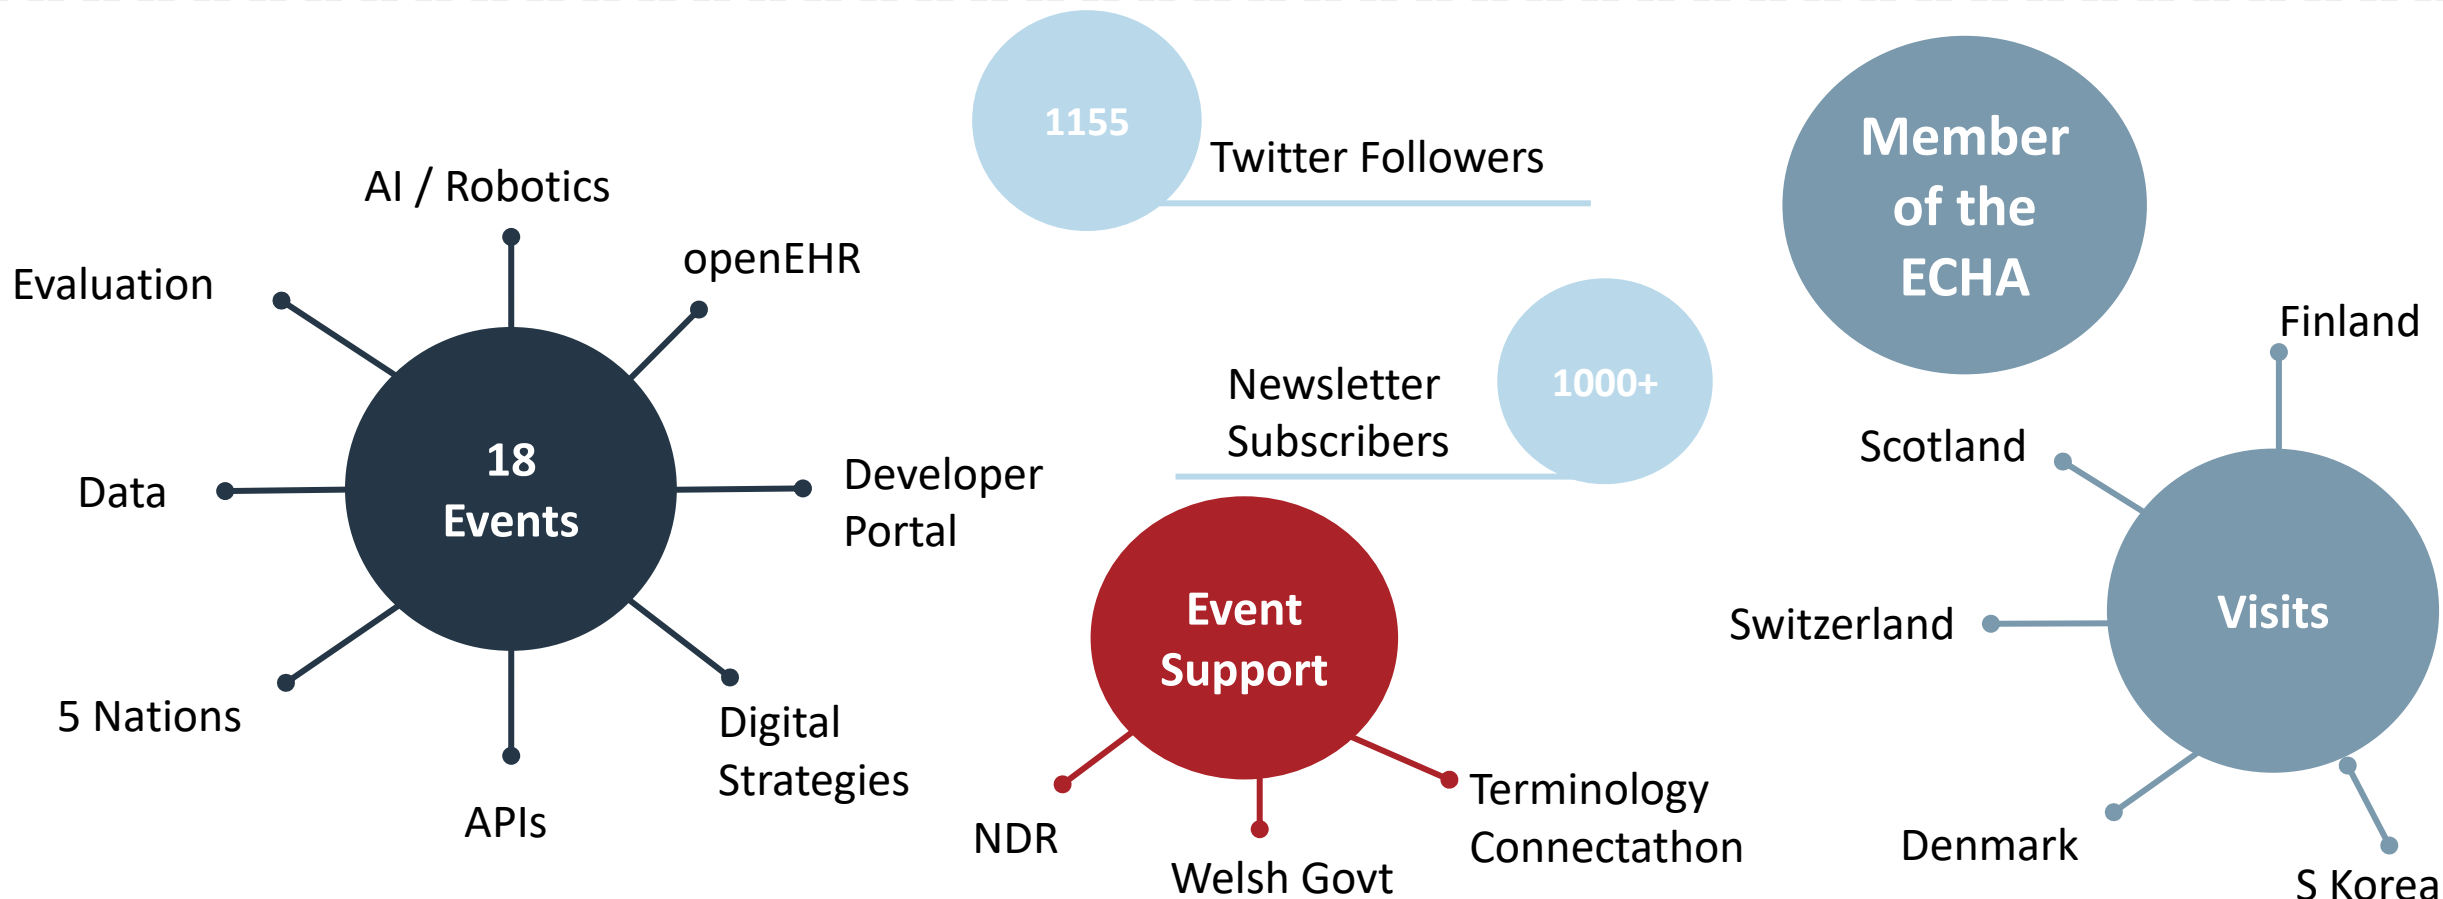 AI / Robotics
openEHR
Evaluation
18
Events
Data
Developer
Portal
5 Nations
Digital
Strategies
APIs
1155
Twitter Followers
Newsletter
Subscribers
1000+
Event
Support
NDR
Welsh Govt
Terminology
Connectathon
Member
of the
ECHA
Finland
Scotland
Switzerland
Visits
Denmark
S Korea